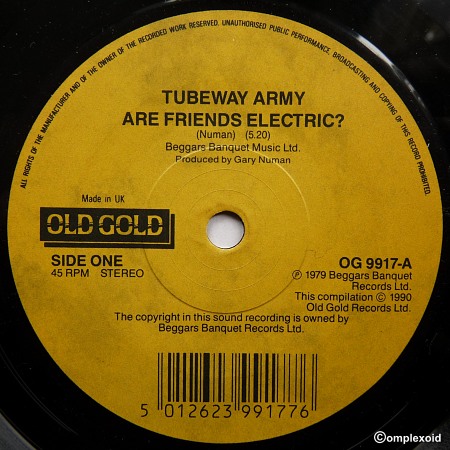 ALL RIGHTS OF THE MANUFACTURER AND OF THE OWNER OF THE RECORDED WORK RESERVED. UNAUTHORISED PUBLIC PERFORMANCE, BROADCASTING AND COPYING OF THIS RECORD PROHIBITED.
TUBEWAY ARMY
ARE FRIENDS ELECTRIC?
(Numan) (5.20)
Beggars Banquet Music Ltd.
Produced by Gary Numan
Made in UK
OLD GOLD
SIDE ONE
45 RPM STEREO
OG 9917-A
Ⓟ 1979 Beggars Banquet
Records Ltd.
This compilation © 1990
Old Gold Records Ltd.
The copyright in this sound recording is owned by
Beggars Banquet Records Ltd.
5 012623 991776
©omplexoid